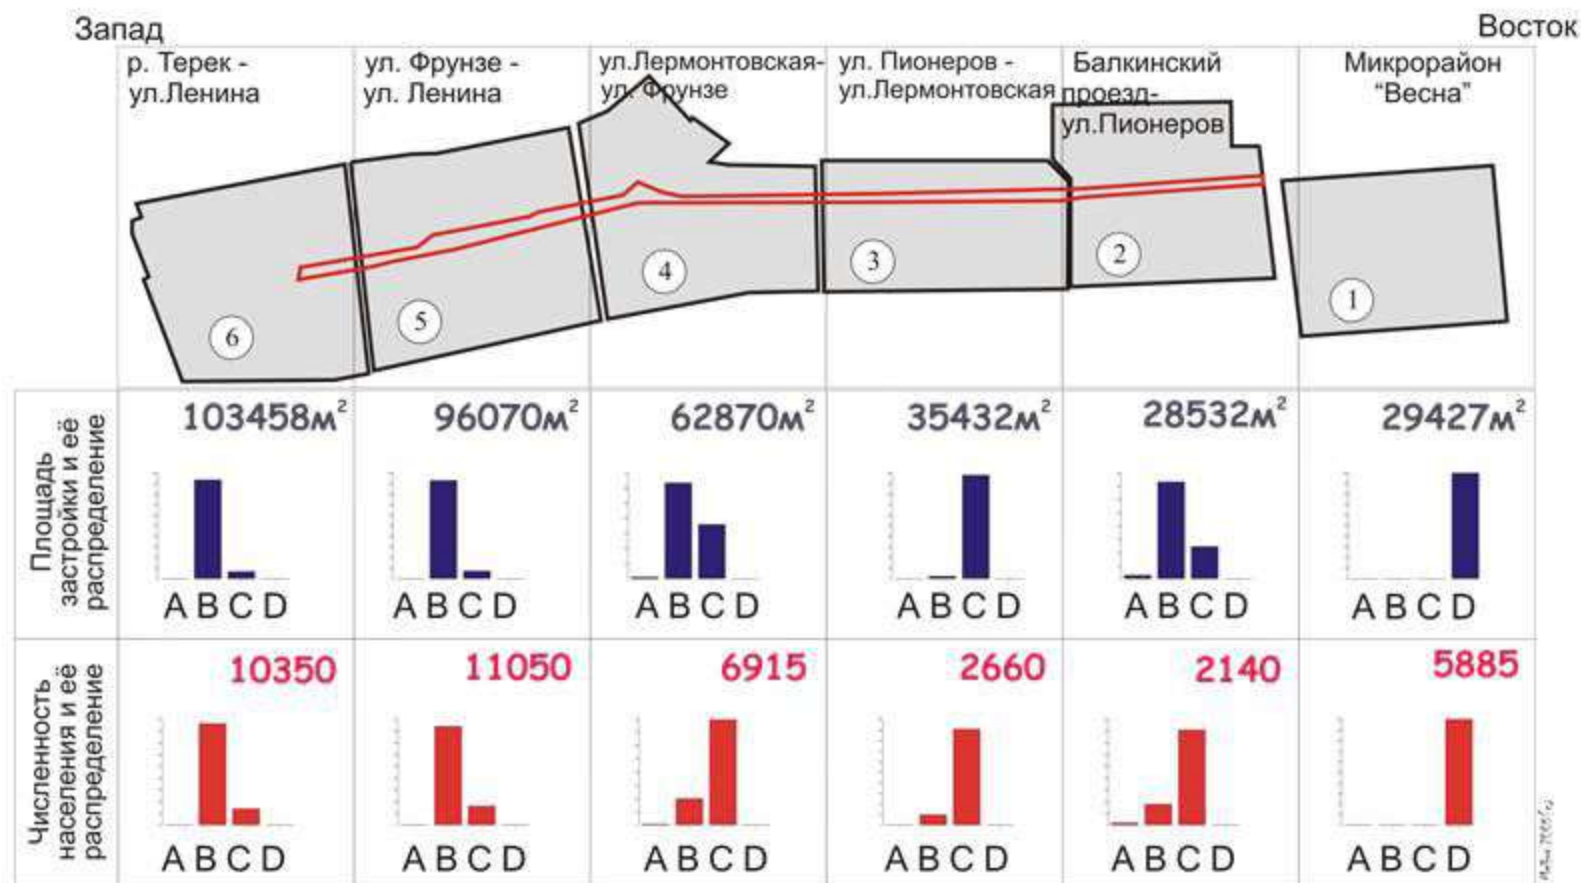 Запад
Восток
р. Терек -
ул.Ленина
ул. Фрунзе -
ул. Ленина
ул.Лермонтовская-
ул. Фрунзе
ул. Пионеров -
ул.Лермонтовская
Балкинский
проезд-
ул.Пионеров
Микрорайон
"Весна"
6
5
4
3
2
1
Площадь
застройки и её
распределение
103458м²
96070м²
62870м²
35432м²
28532м²
29427м²
A B C D
A B C D
A B C D
A B C D
A B C D
A B C D
Численность
населения и её
распределение
10350
11050
6915
2660
2140
5885
A B C D
A B C D
A B C D
A B C D
A B C D
A B C D